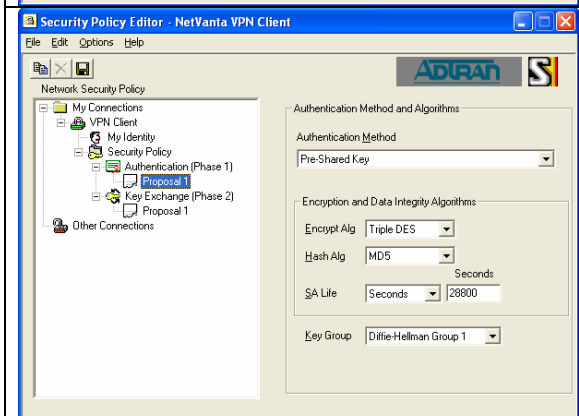 Security Policy Editor - NetVanta VPN Client
File Edit Options Help
ADTRAN S
Network Security Policy
My Connections
VPN Client
My Identity
Security Policy
Authentication (Phase 1)
Proposal 1
Key Exchange (Phase 2)
Proposal 1
Other Connections
Authentication Method and Algorithms
Authentication Method
Pre-Shared Key
Encryption and Data Integrity Algorithms
Encrypt Alg Triple DES
Hash Alg MD5
Seconds
SA Life Seconds 28800
Key Group Diffie-Hellman Group 1